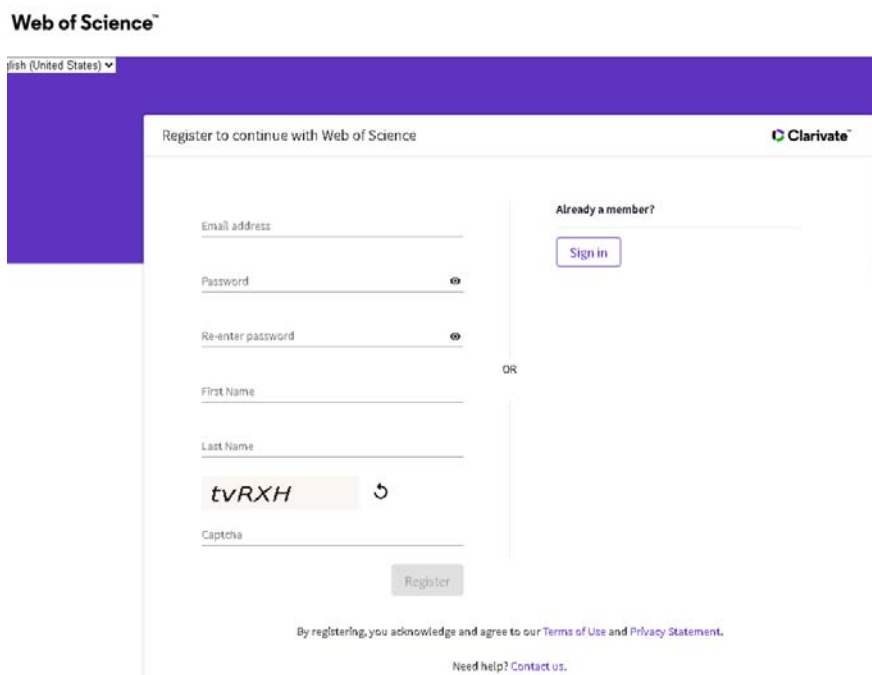 Web of Science™
glish (United States)
Register to continue with Web of Science
Clarivate™
Email address
Password
Re-enter password
First Name
Last Name
tvRXH
Captcha
Register
OR
Already a member?
Sign in
By registering, you acknowledge and agree to our Terms of Use and Privacy Statement.
Need help? Contact us.